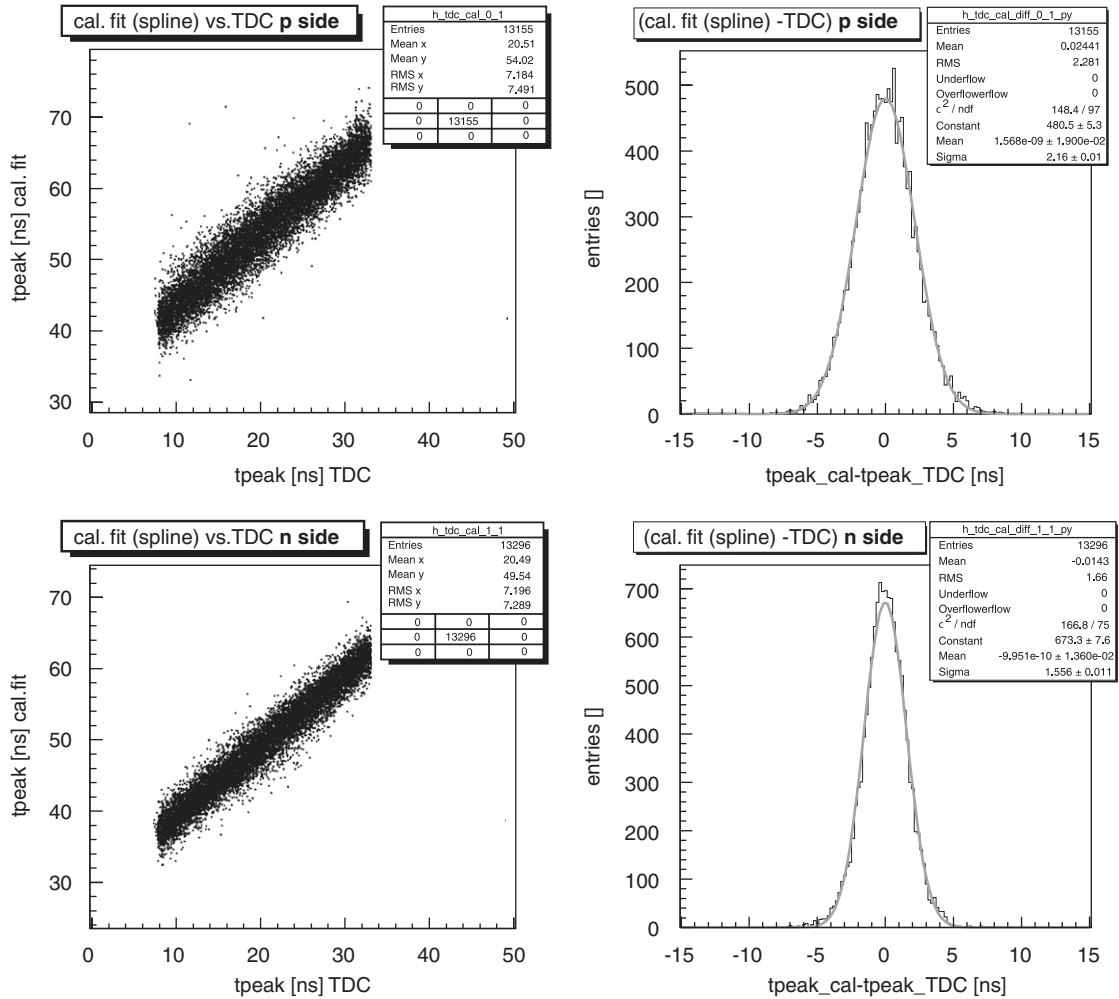 cal. fit (spline) vs.TDC p side
h_tdc_cal_0_1
Entries 13155
Mean x 20.51
Mean y 54.02
RMS x 7.184
RMS y 7.491
0 0 0
0 13155 0
0 0 0
tpeak [ns] cal. fit
70
60
50
40
30
0 10 20 30 40 50
tpeak [ns] TDC
(cal. fit (spline) -TDC) p side
h_tdc_cal_diff_0_1_py
Entries 13155
Mean 0.02441
RMS 2.281
Underflow 0
Overflowerflow 0
c² / ndf 148.4 / 97
Constant 480.5 ± 5.3
Mean 1.568e-09 ± 1.900e-02
Sigma 2.16 ± 0.01
entries []
500
400
300
200
100
0
-15 -10 -5 0 5 10 15
tpeak_cal-tpeak_TDC [ns]
cal. fit (spline) vs.TDC n side
h_tdc_cal_1_1
Entries 13296
Mean x 20.49
Mean y 49.54
RMS x 7.196
RMS y 7.289
0 0 0
0 13296 0
0 0 0
tpeak [ns] cal.fit
70
60
50
40
30
0 10 20 30 40 50
tpeak [ns] TDC
(cal. fit (spline) -TDC) n side
h_tdc_cal_diff_1_1_py
Entries 13296
Mean -0.0143
RMS 1.66
Underflow 0
Overflowerflow 0
c² / ndf 166.8 / 75
Constant 673.3 ± 7.6
Mean -9.951e-10 ± 1.360e-02
Sigma 1.556 ± 0.011
entries []
700
600
500
400
300
200
100
0
-15 -10 -5 0 5 10 15
tpeak_cal-tpeak_TDC [ns]